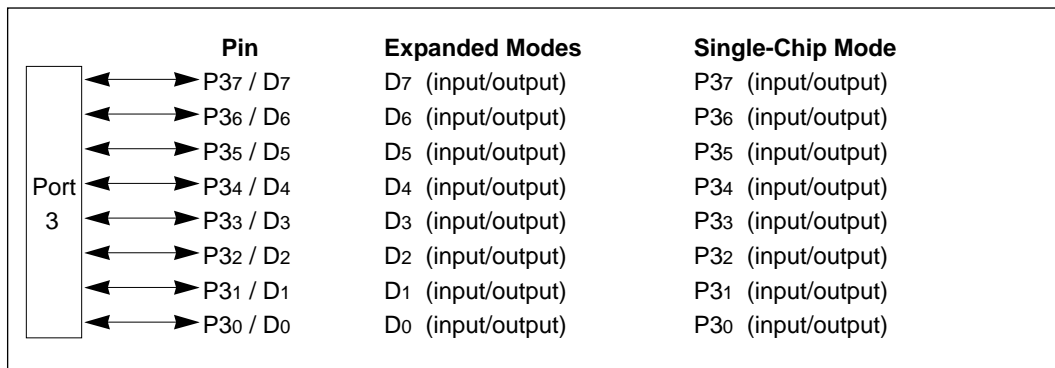 Pin Expanded Modes Single-Chip Mode
P37 / D7 D7 (input/output) P37 (input/output)
P36 / D6 D6 (input/output) P36 (input/output)
P35 / D5 D5 (input/output) P35 (input/output)
Port P34 / D4 D4 (input/output) P34 (input/output)
3 P33 / D3 D3 (input/output) P33 (input/output)
P32 / D2 D2 (input/output) P32 (input/output)
P31 / D1 D1 (input/output) P31 (input/output)
P30 / D0 D0 (input/output) P30 (input/output)